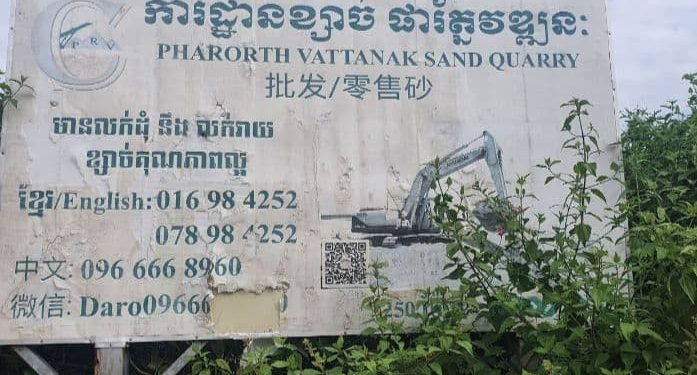 ការដ្ឋានខ្សាច់ ផារ័ត្នវឌ្ឍនៈ
PHARORTH VATTANAK SAND QUARRY
批发/零售砂
មានលក់ដុំ នឹង លក់រាយ
ខ្សាច់គុណភាពល្អ
ខ្មែរ/English: 016 98 4252
078 98 4252
中文: 096 666 8960
微信: Daro0966
250